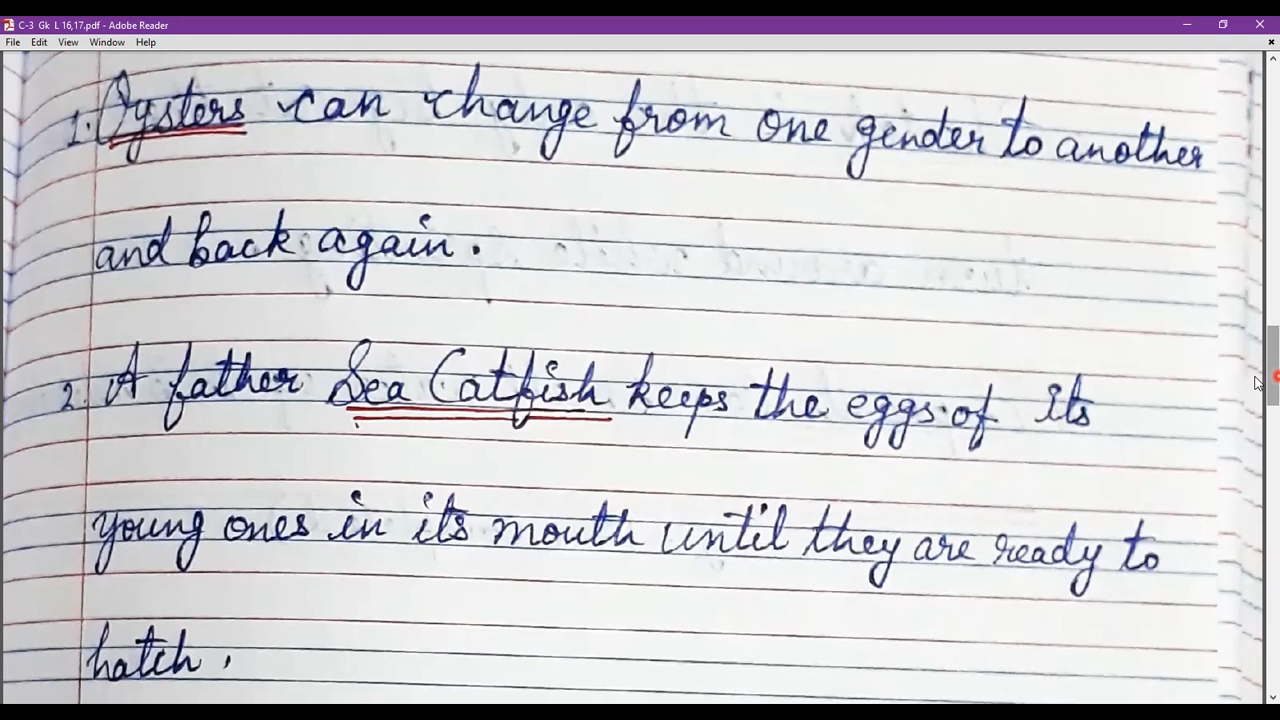 C-3 Gk L 16,17.pdf - Adobe Reader
File Edit View Window Help
1. Oysters can change from one gender to another
and back again.
2. A father Sea Catfish keeps the eggs of its
young ones in its mouth until they are ready to
hatch.